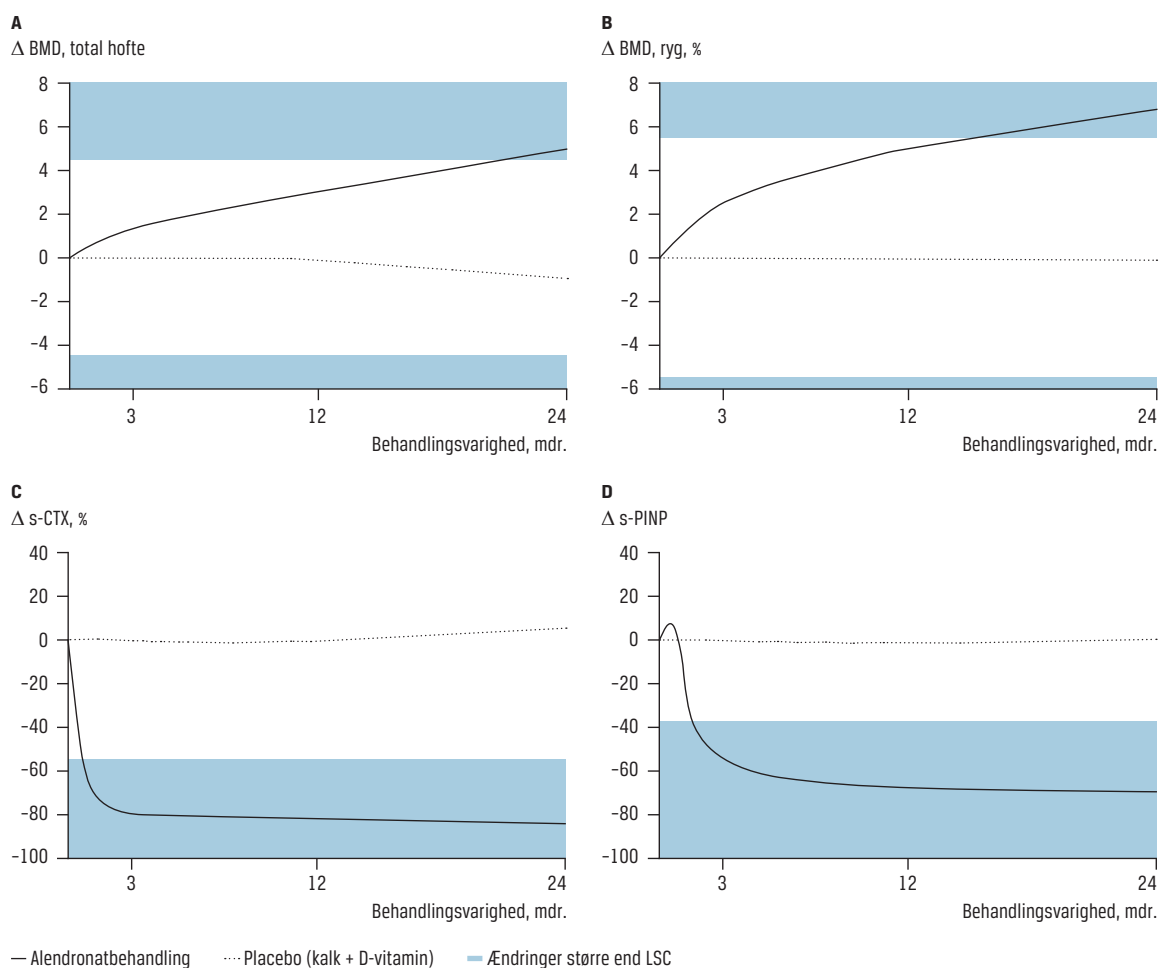 A
Δ BMD, total hofte
8
6
4
2
0
–2
–4
–6
3 12 24
Behandlingsvarighed, mdr.
B
Δ BMD, ryg, %
8
6
4
2
0
–2
–4
–6
3 12 24
Behandlingsvarighed, mdr.
C
Δ s-CTX, %
40
20
0
–20
–40
–60
–80
–100
3 12 24
Behandlingsvarighed, mdr.
D
Δ s-PINP
40
20
0
–20
–40
–60
–80
–100
3 12 24
Behandlingsvarighed, mdr.
Alendronatbehandling Placebo (kalk + D-vitamin) Ændringer større end LSC